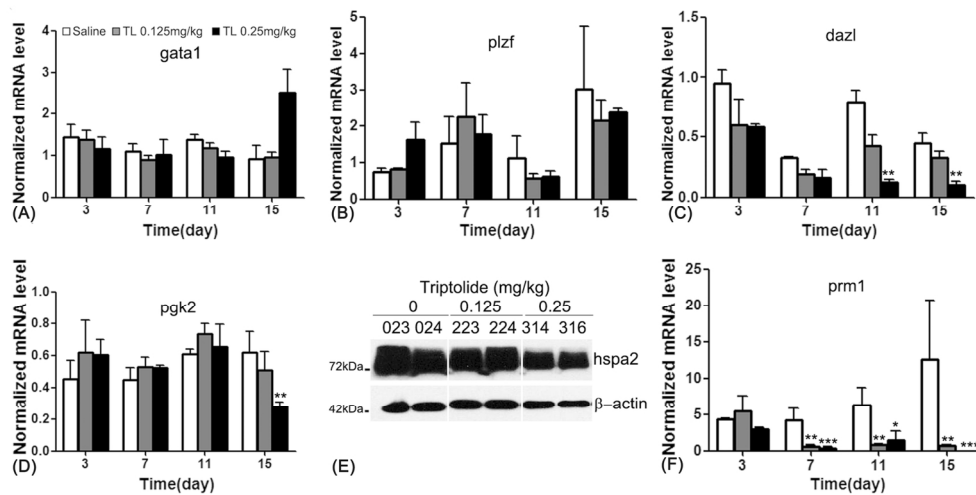 Saline TL 0.125mg/kg TL 0.25mg/kg
gata1
Normalized mRNA level
4
3
2
1
0
3 7 11 15
Time(day)
(A)
plzf
Normalized mRNA level
5
4
3
2
1
0
3 7 11 15
Time(day)
(B)
dazl
Normalized mRNA level
1.5
1.0
0.5
0.0
** **
3 7 11 15
Time(day)
(C)
pgk2
Normalized mRNA level
1.0
0.8
0.6
0.4
0.2
0.0
**
3 7 11 15
Time(day)
(D)
Triptolide (mg/kg)
0 0.125 0.25
023 024 223 224 314 316
72kDa hspa2
42kDa β-actin
(E)
prm1
Normalized mRNA level
25
20
15
10
5
0
** *** ** * ** ***
3 7 11 15
Time(day)
(F)